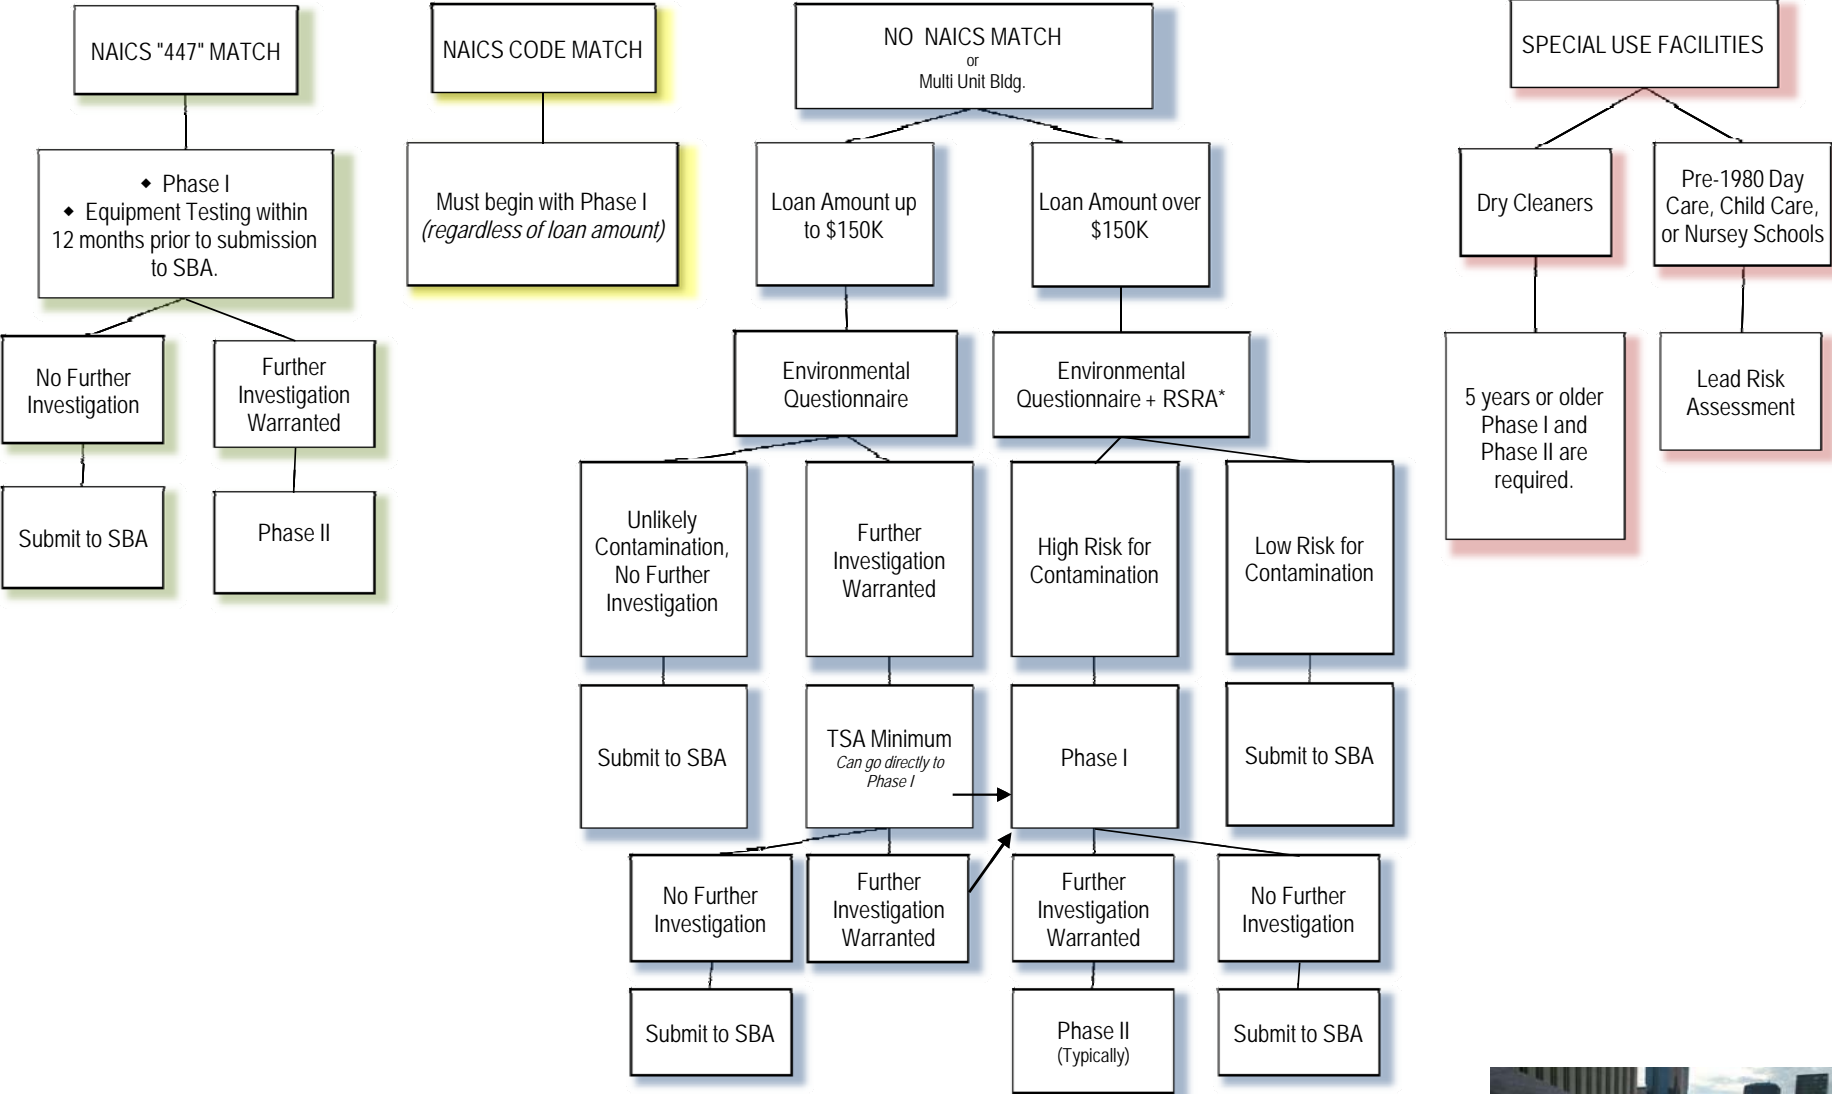 NAICS "447" MATCH
◆ Phase I
◆ Equipment Testing within
12 months prior to submission
to SBA.
No Further
Investigation
Submit to SBA
Further
Investigation
Warranted
Phase II
NAICS CODE MATCH
Must begin with Phase I
(regardless of loan amount)
NO NAICS MATCH
or
Multi Unit Bldg.
Loan Amount up
to $150K
Environmental
Questionnaire
Unlikely
Contamination,
No Further
Investigation
Submit to SBA
Further
Investigation
Warranted
TSA Minimum
Can go directly to
Phase I
No Further
Investigation
Submit to SBA
Further
Investigation
Warranted
Loan Amount over
$150K
Environmental
Questionnaire + RSRA*
High Risk for
Contamination
Phase I
Further
Investigation
Warranted
Phase II
(Typically)
No Further
Investigation
Submit to SBA
Low Risk for
Contamination
Submit to SBA
SPECIAL USE FACILITIES
Dry Cleaners
5 years or older
Phase I and
Phase II are
required.
Pre-1980 Day
Care, Child Care,
or Nursey Schools
Lead Risk
Assessment